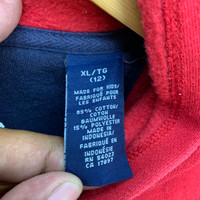 XL/TG
(12)
MADE FOR KIDS/
FABRIQUÉ POUR
LES ENFANTS
85% COTTON/
COTON/
BAUMWOLLE
15% POLYESTER
MADE IN
INDONESIA/
FABRIQUÉ EN
INDONÉSIE
RN 54023
CA 17897